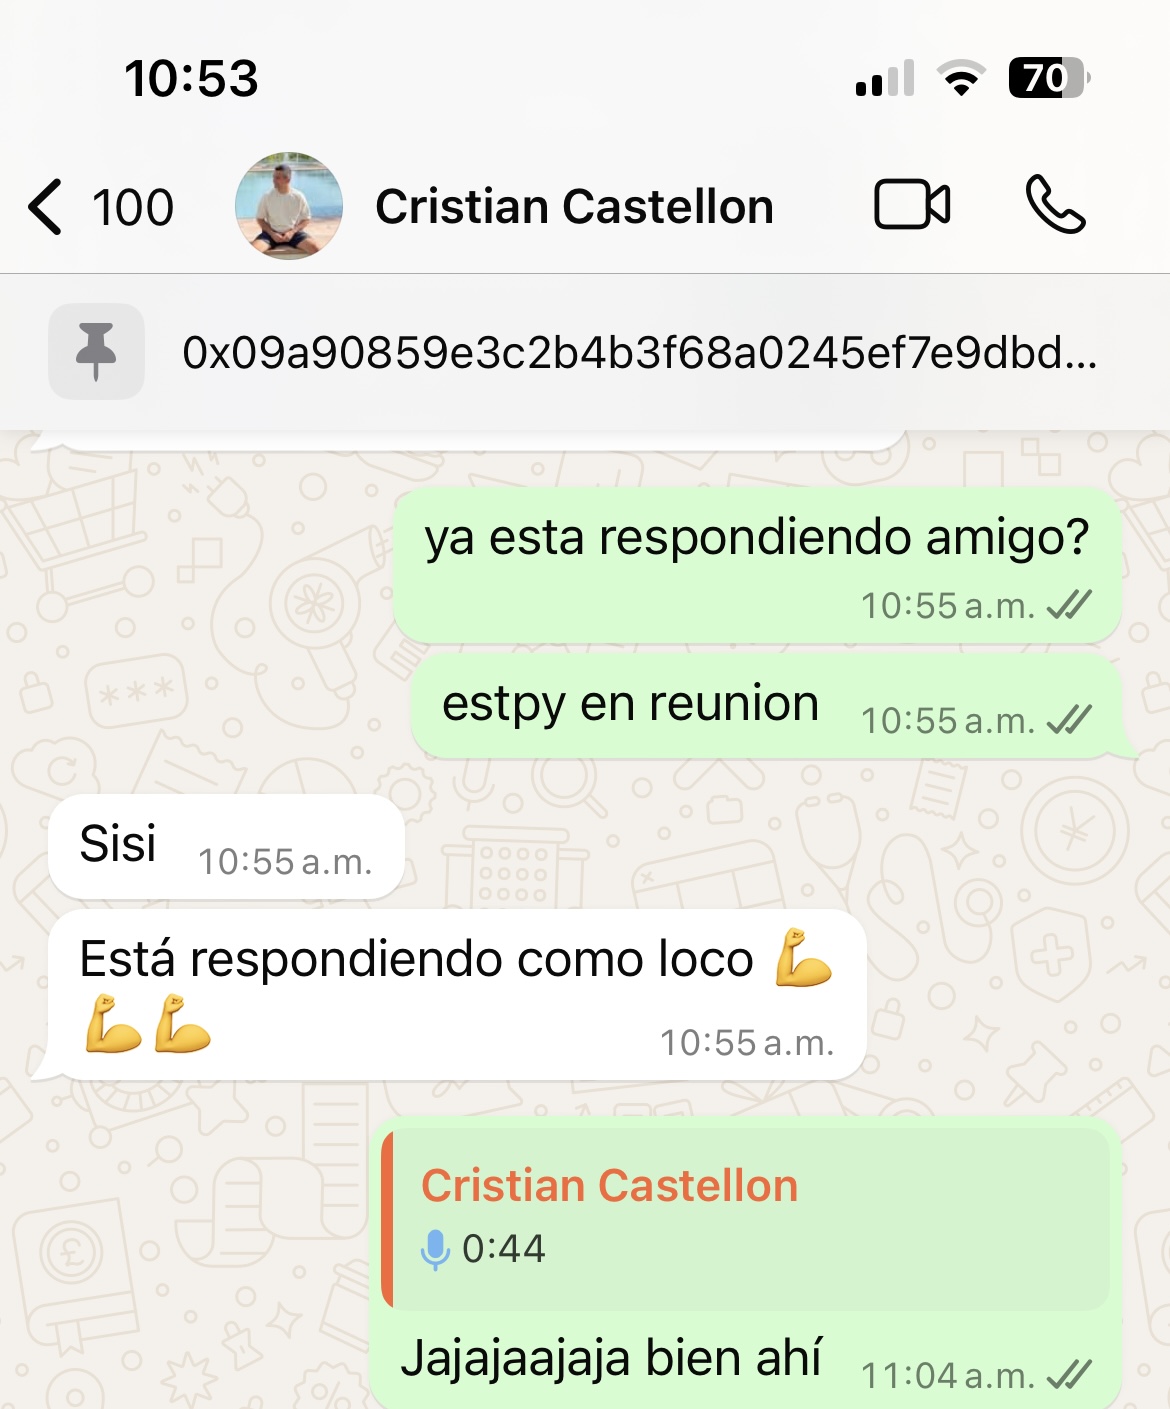 10:53
70
100
Cristian Castellon
0x09a90859e3c2b4b3f68a0245ef7e9dbd...
ya esta respondiendo amigo?
10:55 a.m.
estpy en reunion 10:55 a.m.
Sisi 10:55 a.m.
Está respondiendo como loco 💪
💪💪 10:55 a.m.
Cristian Castellon
0:44
Jajajaajaja bien ahí 11:04 a.m.